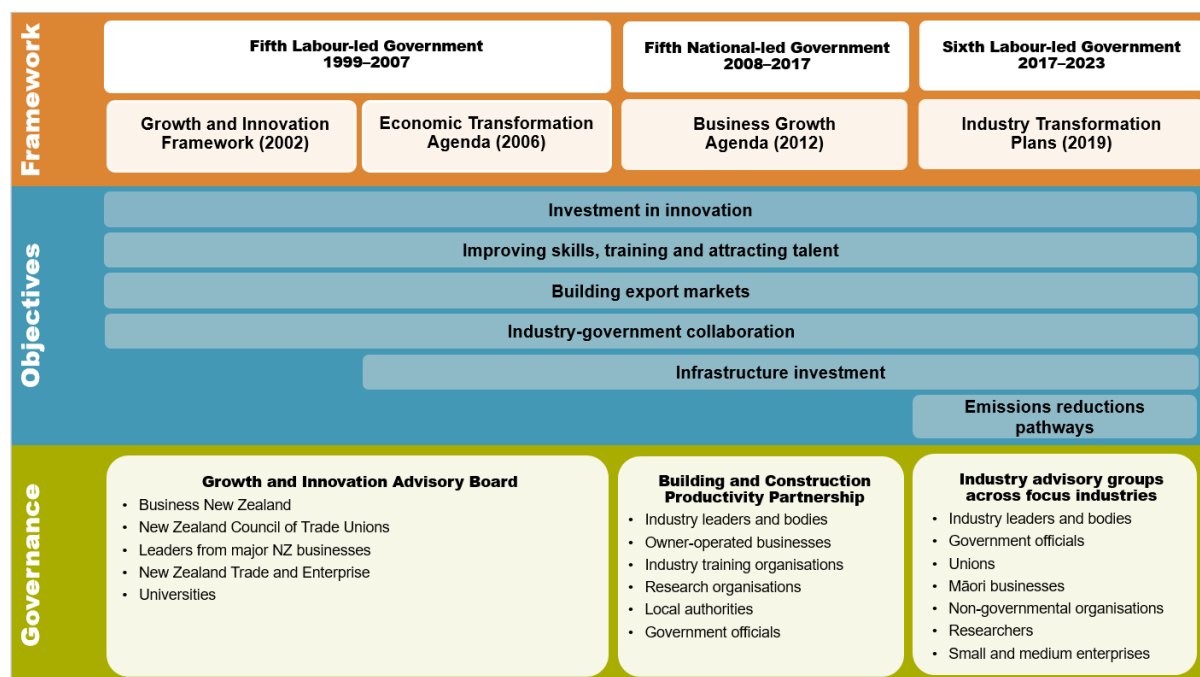 Framework
Fifth Labour-led Government
1999–2007
Fifth National-led Government
2008–2017
Sixth Labour-led Government
2017–2023
Growth and Innovation
Framework (2002)
Economic Transformation
Agenda (2006)
Business Growth
Agenda (2012)
Industry Transformation
Plans (2019)
Objectives
Investment in innovation
Improving skills, training and attracting talent
Building export markets
Industry-government collaboration
Infrastructure investment
Emissions reductions
pathways
Governance
Growth and Innovation Advisory Board
• Business New Zealand
• New Zealand Council of Trade Unions
• Leaders from major NZ businesses
• New Zealand Trade and Enterprise
• Universities
Building and Construction
Productivity Partnership
• Industry leaders and bodies
• Owner-operated businesses
• Industry training organisations
• Research organisations
• Local authorities
• Government officials
Industry advisory groups
across focus industries
• Industry leaders and bodies
• Government officials
• Unions
• Māori businesses
• Non-governmental organisations
• Researchers
• Small and medium enterprises